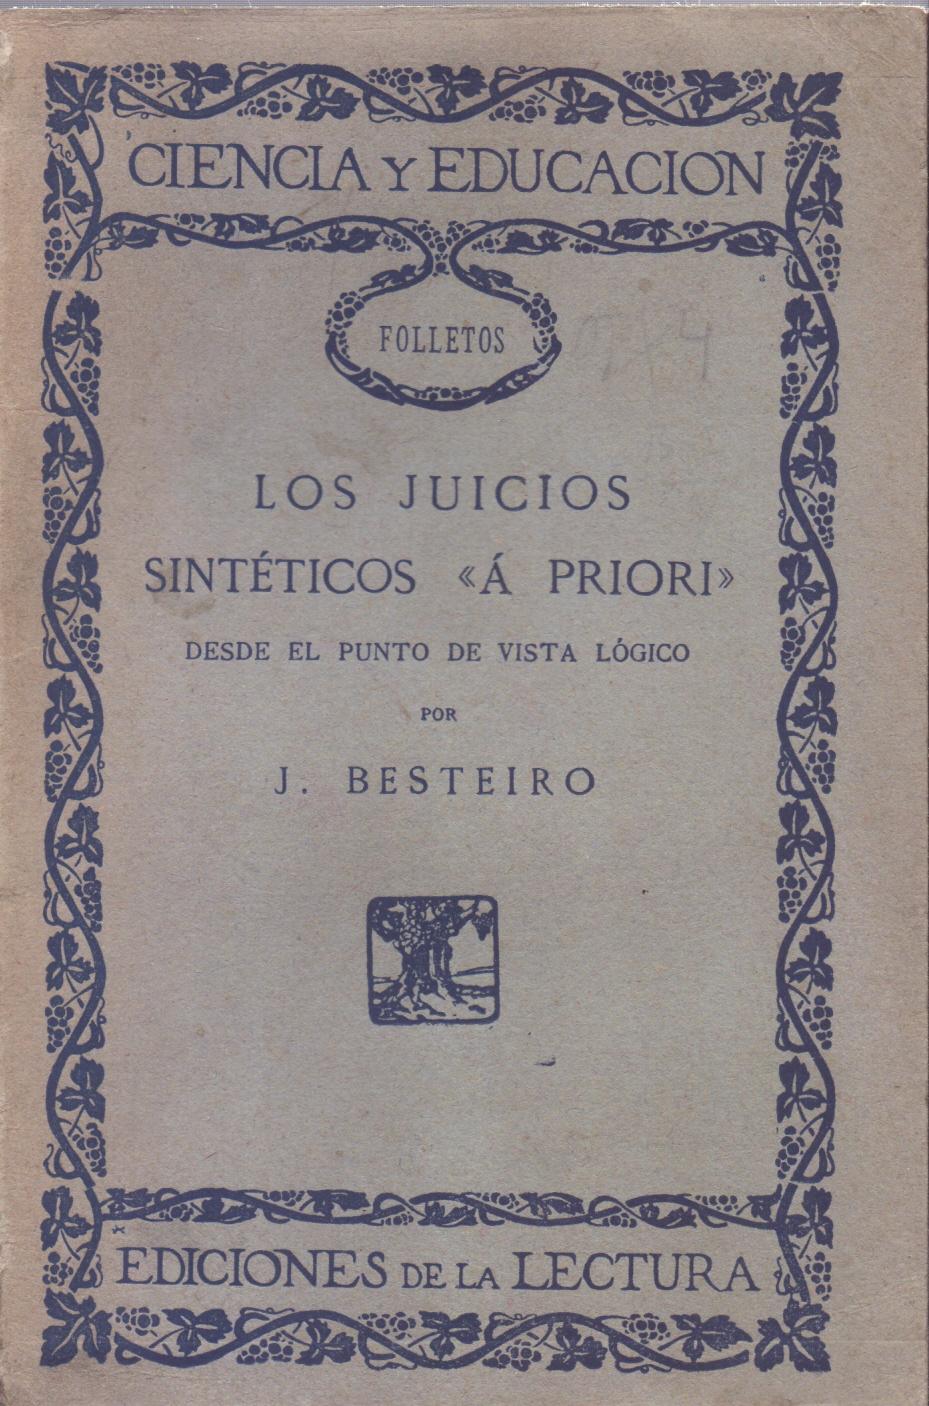 CIENCIA Y EDUCACION
FOLLETOS
LOS JUICIOS
SINTÉTICOS «Á PRIORI»
DESDE EL PUNTO DE VISTA LÓGICO
POR
J. BESTEIRO
EDICIONES DE LA LECTURA